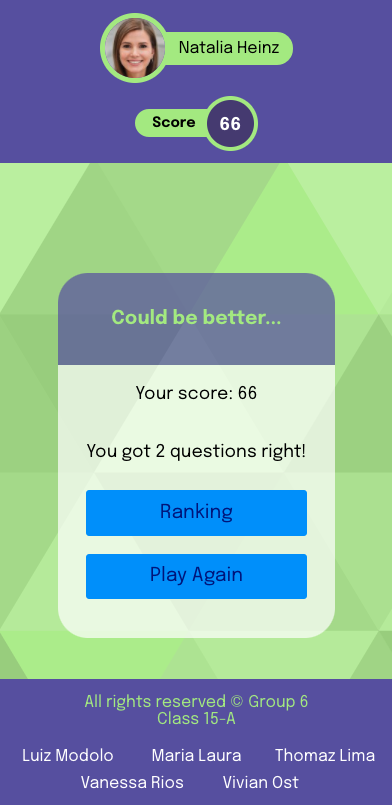 Natalia Heinz
Score 66
Could be better...
Your score: 66
You got 2 questions right!
Ranking
Play Again
All rights reserved © Group 6
Class 15-A
Luiz Modolo Maria Laura Thomaz Lima
Vanessa Rios Vivian Ost